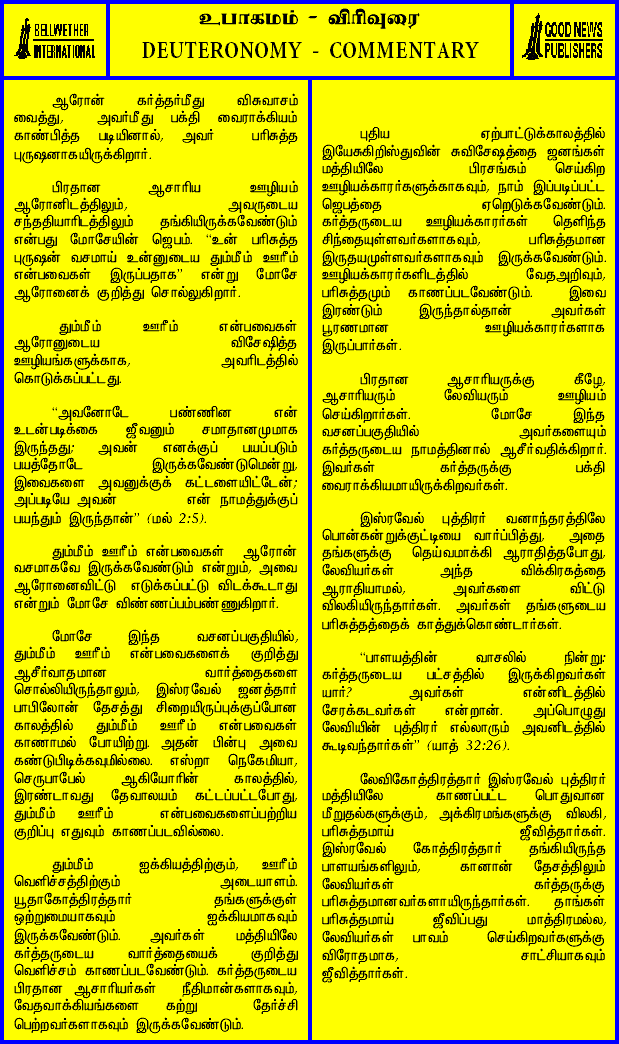 BELLWETHER
INTERNATIONAL
உபாகமம் - விரிவுரை
DEUTERONOMY - COMMENTARY
GOOD NEWS
PUBLISHERS
ஆரோன் கர்த்தர்மீது விசுவாசம்
வைத்து, அவர்மீது பக்தி வைராக்கியம்
காண்பித்த படியினால், அவர் பரிசுத்த
புருஷனாகயிருக்கிறார்.
பிரதான ஆசாரிய ஊழியம்
ஆரோனிடத்திலும், அவருடைய
சந்ததியாரிடத்திலும் தங்கியிருக்கவேண்டும்
என்பது மோசேயின் ஜெபம். “உன் பரிசுத்த
புருஷன் வசமாய் உன்னுடைய தும்மீம் ஊரீம்
என்பவைகள் இருப்பதாக” என்று மோசே
ஆரோனைக் குறித்து சொல்லுகிறார்.
தும்மீம் ஊரீம் என்பவைகள்
ஆரோனுடைய விசேஷித்த
ஊழியங்களுக்காக, அவரிடத்தில்
கொடுக்கப்பட்டது.
“அவனோடே பண்ணின என்
உடன்படிக்கை ஜீவனும் சமாதானமுமாக
இருந்தது; அவன் எனக்குப் பயப்படும்
பயத்தோடே இருக்கவேண்டுமென்று,
இவைகளை அவனுக்குக் கட்டளையிட்டேன்;
அப்படியே அவன் என் நாமத்துக்குப்
பயந்தும் இருந்தான்” (மல் 2:5).
தும்மீம் ஊரீம் என்பவைகள் ஆரோன்
வசமாகவே இருக்கவேண்டும் என்றும், அவை
ஆரோனைவிட்டு எடுக்கப்பட்டு விடக்கூடாது
என்றும் மோசே விண்ணப்பம்பண்ணுகிறார்.
மோசே இந்த வசனப்பகுதியில்,
தும்மீம் ஊரீம் என்பவைகளைக் குறித்து
ஆசீர்வாதமான வார்த்தைகளை
சொல்லியிருந்தாலும், இஸ்ரவேல் ஜனத்தார்
பாபிலோன் தேசத்து சிறையிருப்புக்குப்போன
காலத்தில் தும்மீம் ஊரீம் என்பவைகள்
காணாமல் போயிற்று. அதன் பின்பு அவை
கண்டுபிடிக்கவுமில்லை. எஸ்றா நெகேமியா,
செருபாபேல் ஆகியோரின் காலத்தில்,
இரண்டாவது தேவாலயம் கட்டப்பட்டபோது,
தும்மீம் ஊரீம் என்பவைகளைப்பற்றிய
குறிப்பு எதுவும் காணப்படவில்லை.
தும்மீம் ஐக்கியத்திற்கும், ஊரீம்
வெளிச்சத்திற்கும் அடையாளம்.
யூதாகோத்திரத்தார் தங்களுக்குள்
ஒற்றுமையாகவும் ஐக்கியமாகவும்
இருக்கவேண்டும். அவர்கள் மத்தியிலே
கர்த்தருடைய வார்த்தையைக் குறித்து
வெளிச்சம் காணப்படவேண்டும். கர்த்தருடைய
பிரதான ஆசாரியர்கள் நீதிமான்களாகவும்,
வேதவாக்கியங்களை கற்று தேர்ச்சி
பெற்றவர்களாகவும் இருக்கவேண்டும்.
புதிய ஏற்பாட்டுக்காலத்தில்
இயேசுகிறிஸ்துவின் சுவிசேஷத்தை ஜனங்கள்
மத்தியிலே பிரசங்கம் செய்கிற
ஊழியக்காரர்களுக்காகவும், நாம் இப்படிப்பட்ட
ஜெபத்தை ஏறெடுக்கவேண்டும்.
கர்த்தருடைய ஊழியக்காரர்கள் தெளிந்த
சிந்தையுள்ளவர்களாகவும், பரிசுத்தமான
இருதயமுள்ளவர்களாகவும் இருக்கவேண்டும்.
ஊழியக்காரர்களிடத்தில் வேதஅறிவும்,
பரிசுத்தமும் காணப்படவேண்டும். இவை
இரண்டும் இருந்தால்தான் அவர்கள்
பூரணமான ஊழியக்காரர்களாக
இருப்பார்கள்.
பிரதான ஆசாரியருக்கு கீழே,
ஆசாரியரும் லேவியரும் ஊழியம்
செய்கிறார்கள். மோசே இந்த
வசனப்பகுதியில் அவர்களையும்
கர்த்தருடைய நாமத்தினால் ஆசீர்வதிக்கிறார்.
இவர்கள் கர்த்தருக்கு பக்தி
வைராக்கியமாயிருக்கிறவர்கள்.
இஸ்ரவேல் புத்திரர் வனாந்தரத்திலே
பொன்கன்றுக்குட்டியை வார்ப்பித்து, அதை
தங்களுக்கு தெய்வமாக்கி ஆராதித்தபோது,
லேவியர்கள் அந்த விக்கிரகத்தை
ஆராதியாமல், அவர்களை விட்டு
விலகியிருந்தார்கள். அவர்கள் தங்களுடைய
பரிசுத்தத்தைக் காத்துக்கொண்டார்கள்.
“பாளயத்தின் வாசலில் நின்று:
கர்த்தருடைய பட்சத்தில் இருக்கிறவர்கள்
யார்? அவர்கள் என்னிடத்தில்
சேரக்கடவர்கள் என்றான். அப்பொழுது
லேவியின் புத்திரர் எல்லாரும் அவனிடத்தில்
கூடிவந்தார்கள்” (யாத் 32:26).
லேவிகோத்திரத்தார் இஸ்ரவேல் புத்திரர்
மத்தியிலே காணப்பட்ட பொதுவான
மீறுதல்களுக்கும், அக்கிரமங்களுக்கு விலகி,
பரிசுத்தமாய் ஜீவித்தார்கள்.
இஸ்ரவேல் கோத்திரத்தார் தங்கியிருந்த
பாளயங்களிலும், கானான் தேசத்திலும்
லேவியர்கள் கர்த்தருக்கு
பரிசுத்தமானவர்களாயிருந்தார்கள். தாங்கள்
பரிசுத்தமாய் ஜீவிப்பது மாத்திரமல்ல,
லேவியர்கள் பாவம் செய்கிறவர்களுக்கு
விரோதமாக, சாட்சியாகவும்
ஜீவித்தார்கள்.